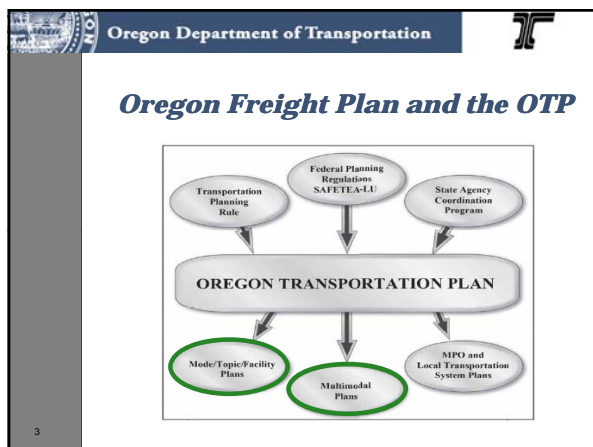 Oregon Department of Transportation
Oregon Freight Plan and the OTP
Federal Planning
Regulations
SAFETEA-LU
Transportation
Planning
Rule
State Agency
Coordination
Program
OREGON TRANSPORTATION PLAN
Mode/Topic/Facility
Plans
Multimodal
Plans
MPO and
Local Transportation
System Plans
3